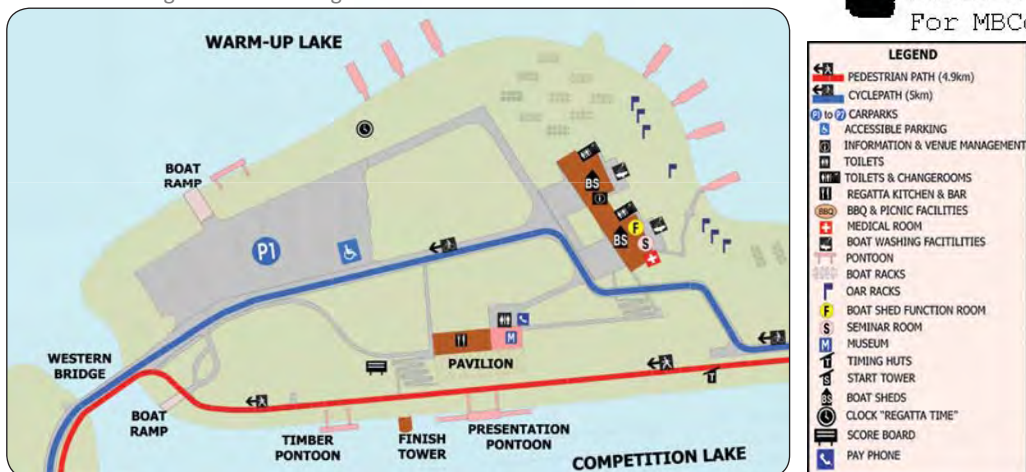 For MBC
WARM-UP LAKE
BOAT
RAMP
BS
P1
F
BS
S
M
PAVILION
WESTERN
BRIDGE
BOAT
RAMP
T
TIMBER
PONTOON
FINISH
TOWER
PRESENTATION
PONTOON
COMPETITION LAKE
LEGEND
PEDESTRIAN PATH (4.9km)
CYCLEPATH (5km)
P1 to P7 CARPARKS
ACCESSIBLE PARKING
INFORMATION & VENUE MANAGEMENT
TOILETS
TOILETS & CHANGEROOMS
REGATTA KITCHEN & BAR
BBQ BBQ & PICNIC FACILITIES
MEDICAL ROOM
BOAT WASHING FACITILITIES
PONTOON
BOAT RACKS
OAR RACKS
F BOAT SHED FUNCTION ROOM
S SEMINAR ROOM
M MUSEUM
T TIMING HUTS
S START TOWER
BS BOAT SHEDS
CLOCK "REGATTA TIME"
SCORE BOARD
PAY PHONE